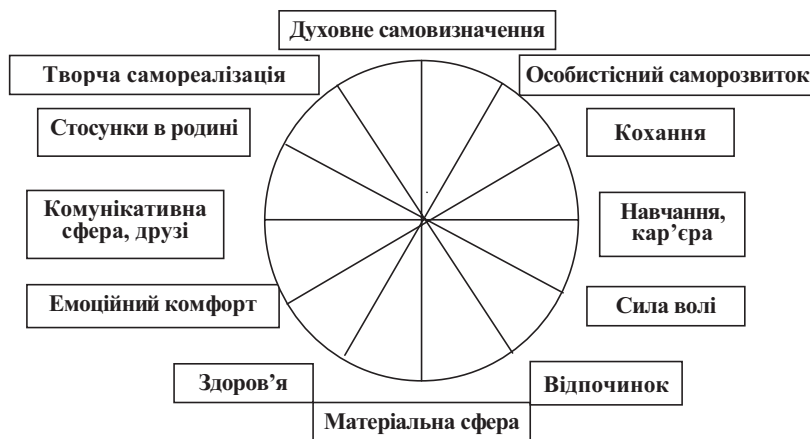 Духовне самовизначення
Творча самореалізація
Особистісний саморозвиток
Стосунки в родині
Кохання
Комунікативна
сфера, друзі
Навчання,
кар’єра
Емоційний комфорт
Сила волі
Здоров’я
Відпочинок
Матеріальна сфера